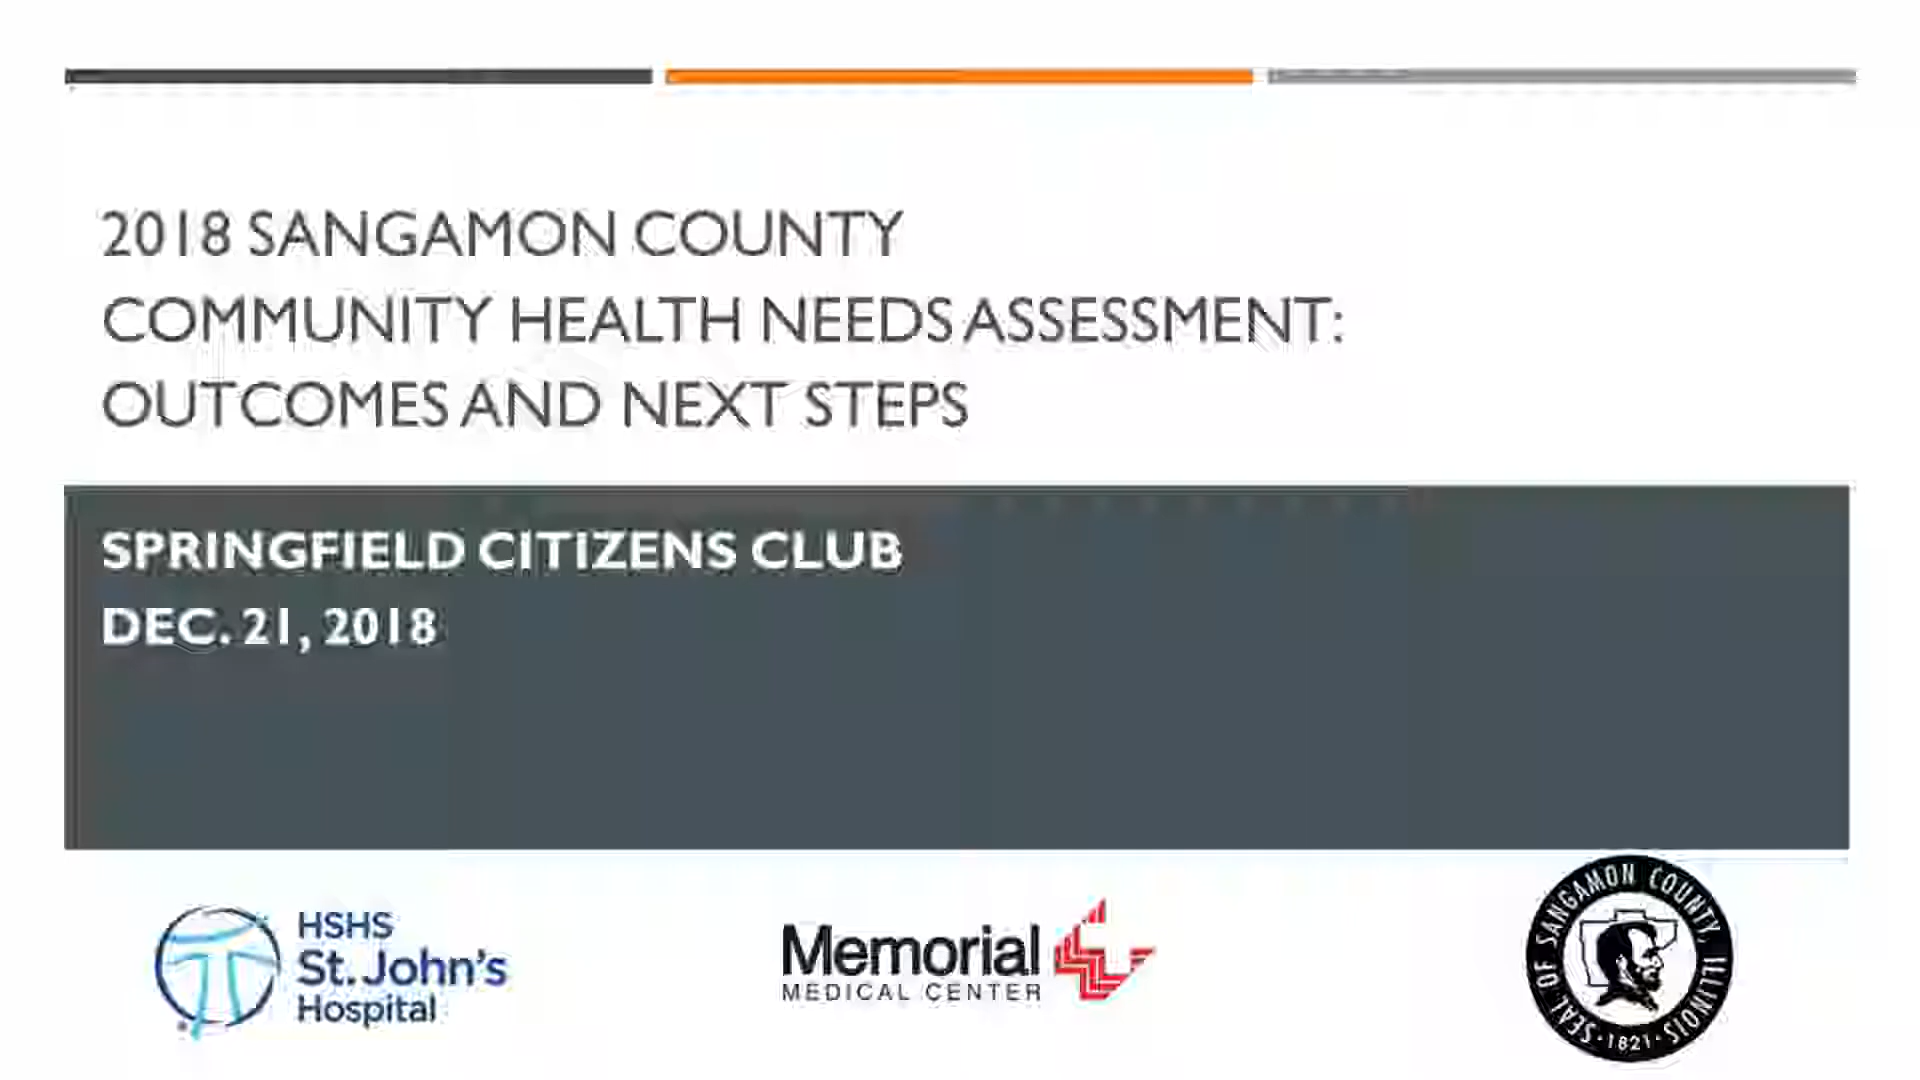 2018 SANGAMON COUNTY
COMMUNITY HEALTH NEEDS ASSESSMENT:
OUTCOMES AND NEXT STEPS
SPRINGFIELD CITIZENS CLUB
DEC. 21, 2018
HSHS
St. John's
Hospital
Memorial
MEDICAL CENTER
SEAL OF SANGAMON COUNTY, ILLINOIS
·1821·